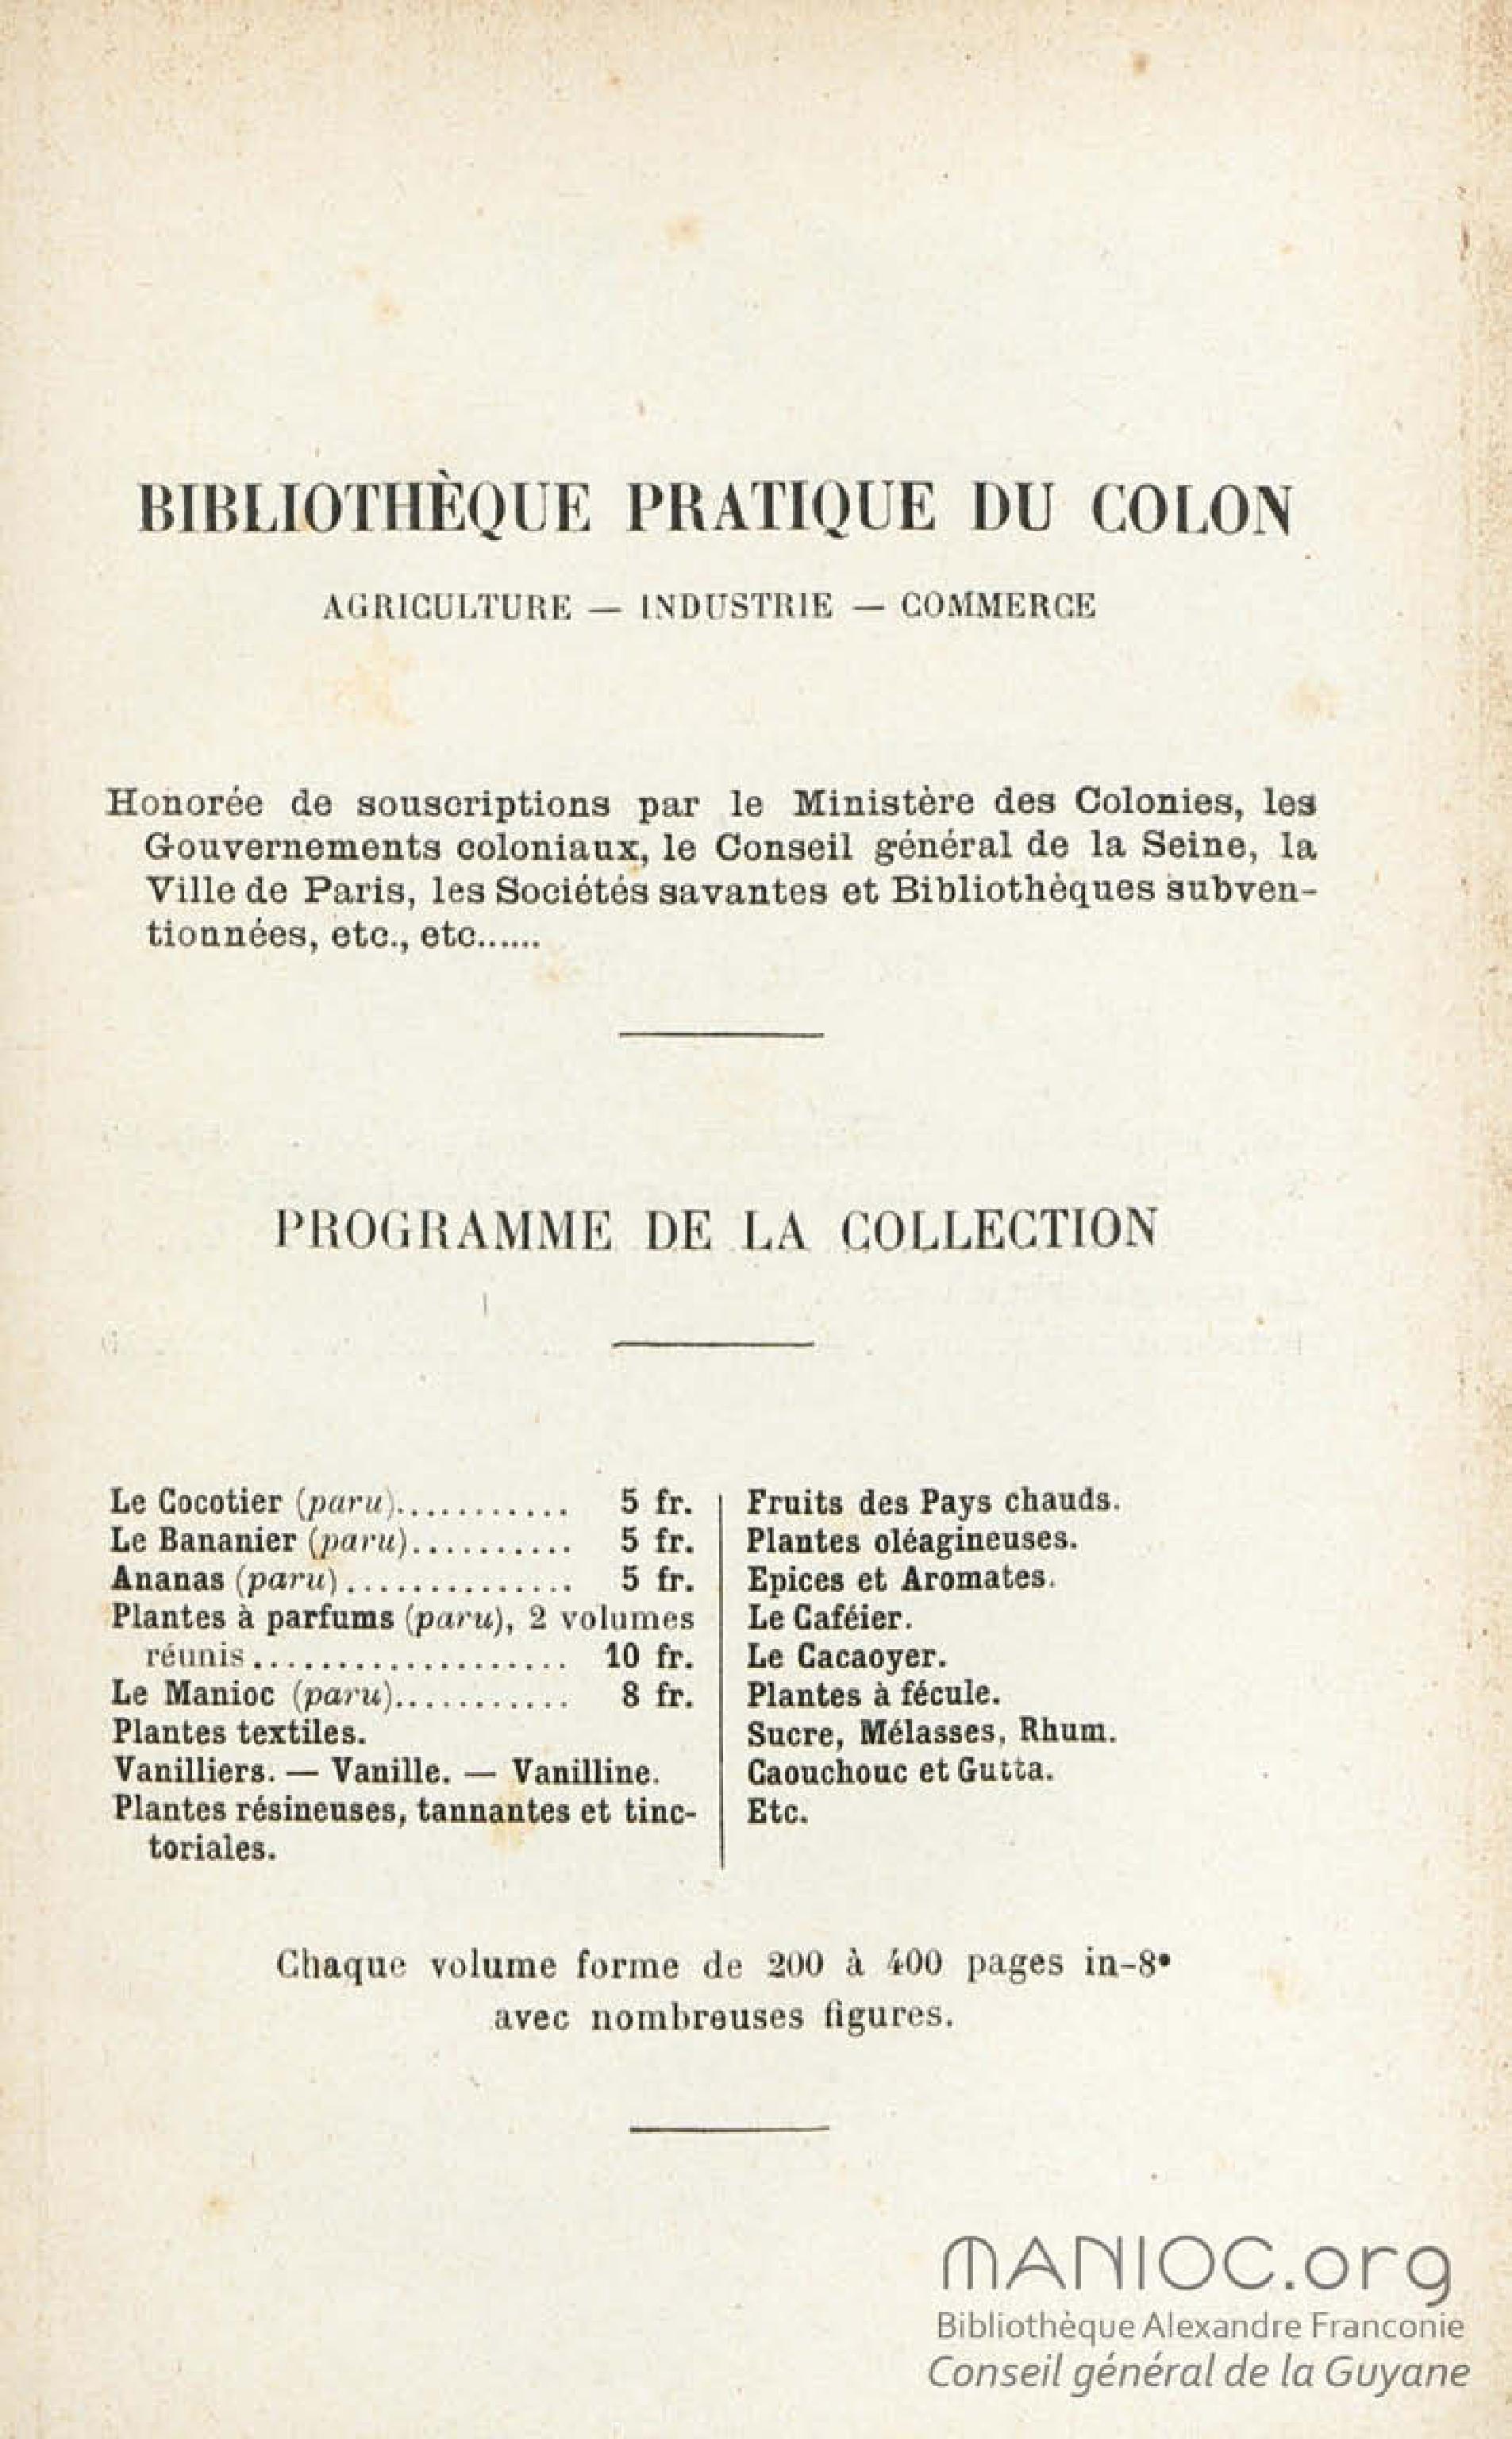 BIBLIOTHÈQUE PRATIQUE DU COLON
AGRICULTURE — INDUSTRIE — COMMERCE
Honorée de souscriptions par le Ministère des Colonies, les
Gouvernements coloniaux, le Conseil général de la Seine, la
Ville de Paris, les Sociétés savantes et Bibliothèques subven-
tionnées, etc., etc......
PROGRAMME DE LA COLLECTION
Le Cocotier (paru)........... 5 fr.
Le Bananier (paru).......... 5 fr.
Ananas (paru).............. 5 fr.
Plantes à parfums (paru), 2 volumes
réunis................... 10 fr.
Le Manioc (paru)........... 8 fr.
Plantes textiles.
Vanilliers. — Vanille. — Vanilline.
Plantes résineuses, tannantes et tinc-
toriales.
Fruits des Pays chauds.
Plantes oléagineuses.
Epices et Aromates.
Le Caféier.
Le Cacaoyer.
Plantes à fécule.
Sucre, Mélasses, Rhum.
Caouchouc et Gutta.
Etc.
Chaque volume forme de 200 à 400 pages in-8°
avec nombreuses figures.
MANIOC.org
Bibliothèque Alexandre Franconie
Conseil général de la Guyane